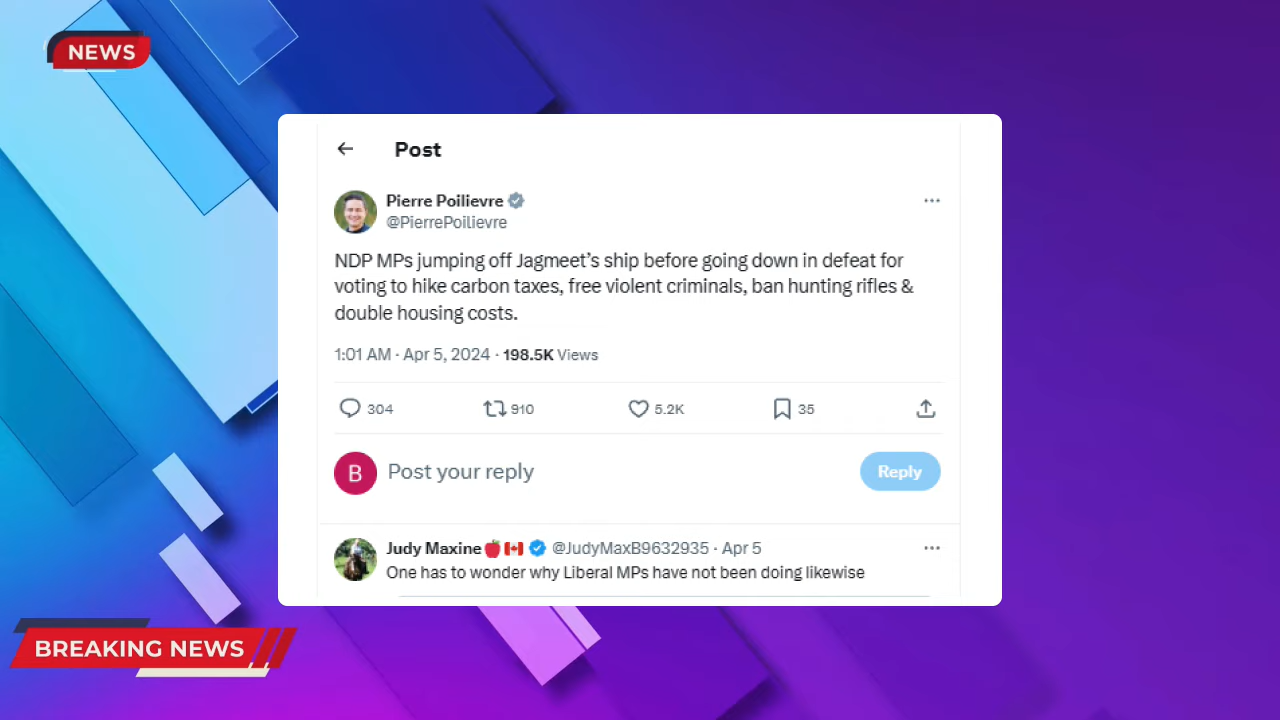 NEWS
Post
Pierre Poilievre
@PierrePoilievre
NDP MPs jumping off Jagmeet’s ship before going down in defeat for
voting to hike carbon taxes, free violent criminals, ban hunting rifles &
double housing costs.
1:01 AM · Apr 5, 2024 · 198.5K Views
304 910 5.2K 35
B Post your reply Reply
Judy Maxine🍎🇨🇦 @JudyMaxB9632935 · Apr 5
One has to wonder why Liberal MPs have not been doing likewise
BREAKING NEWS